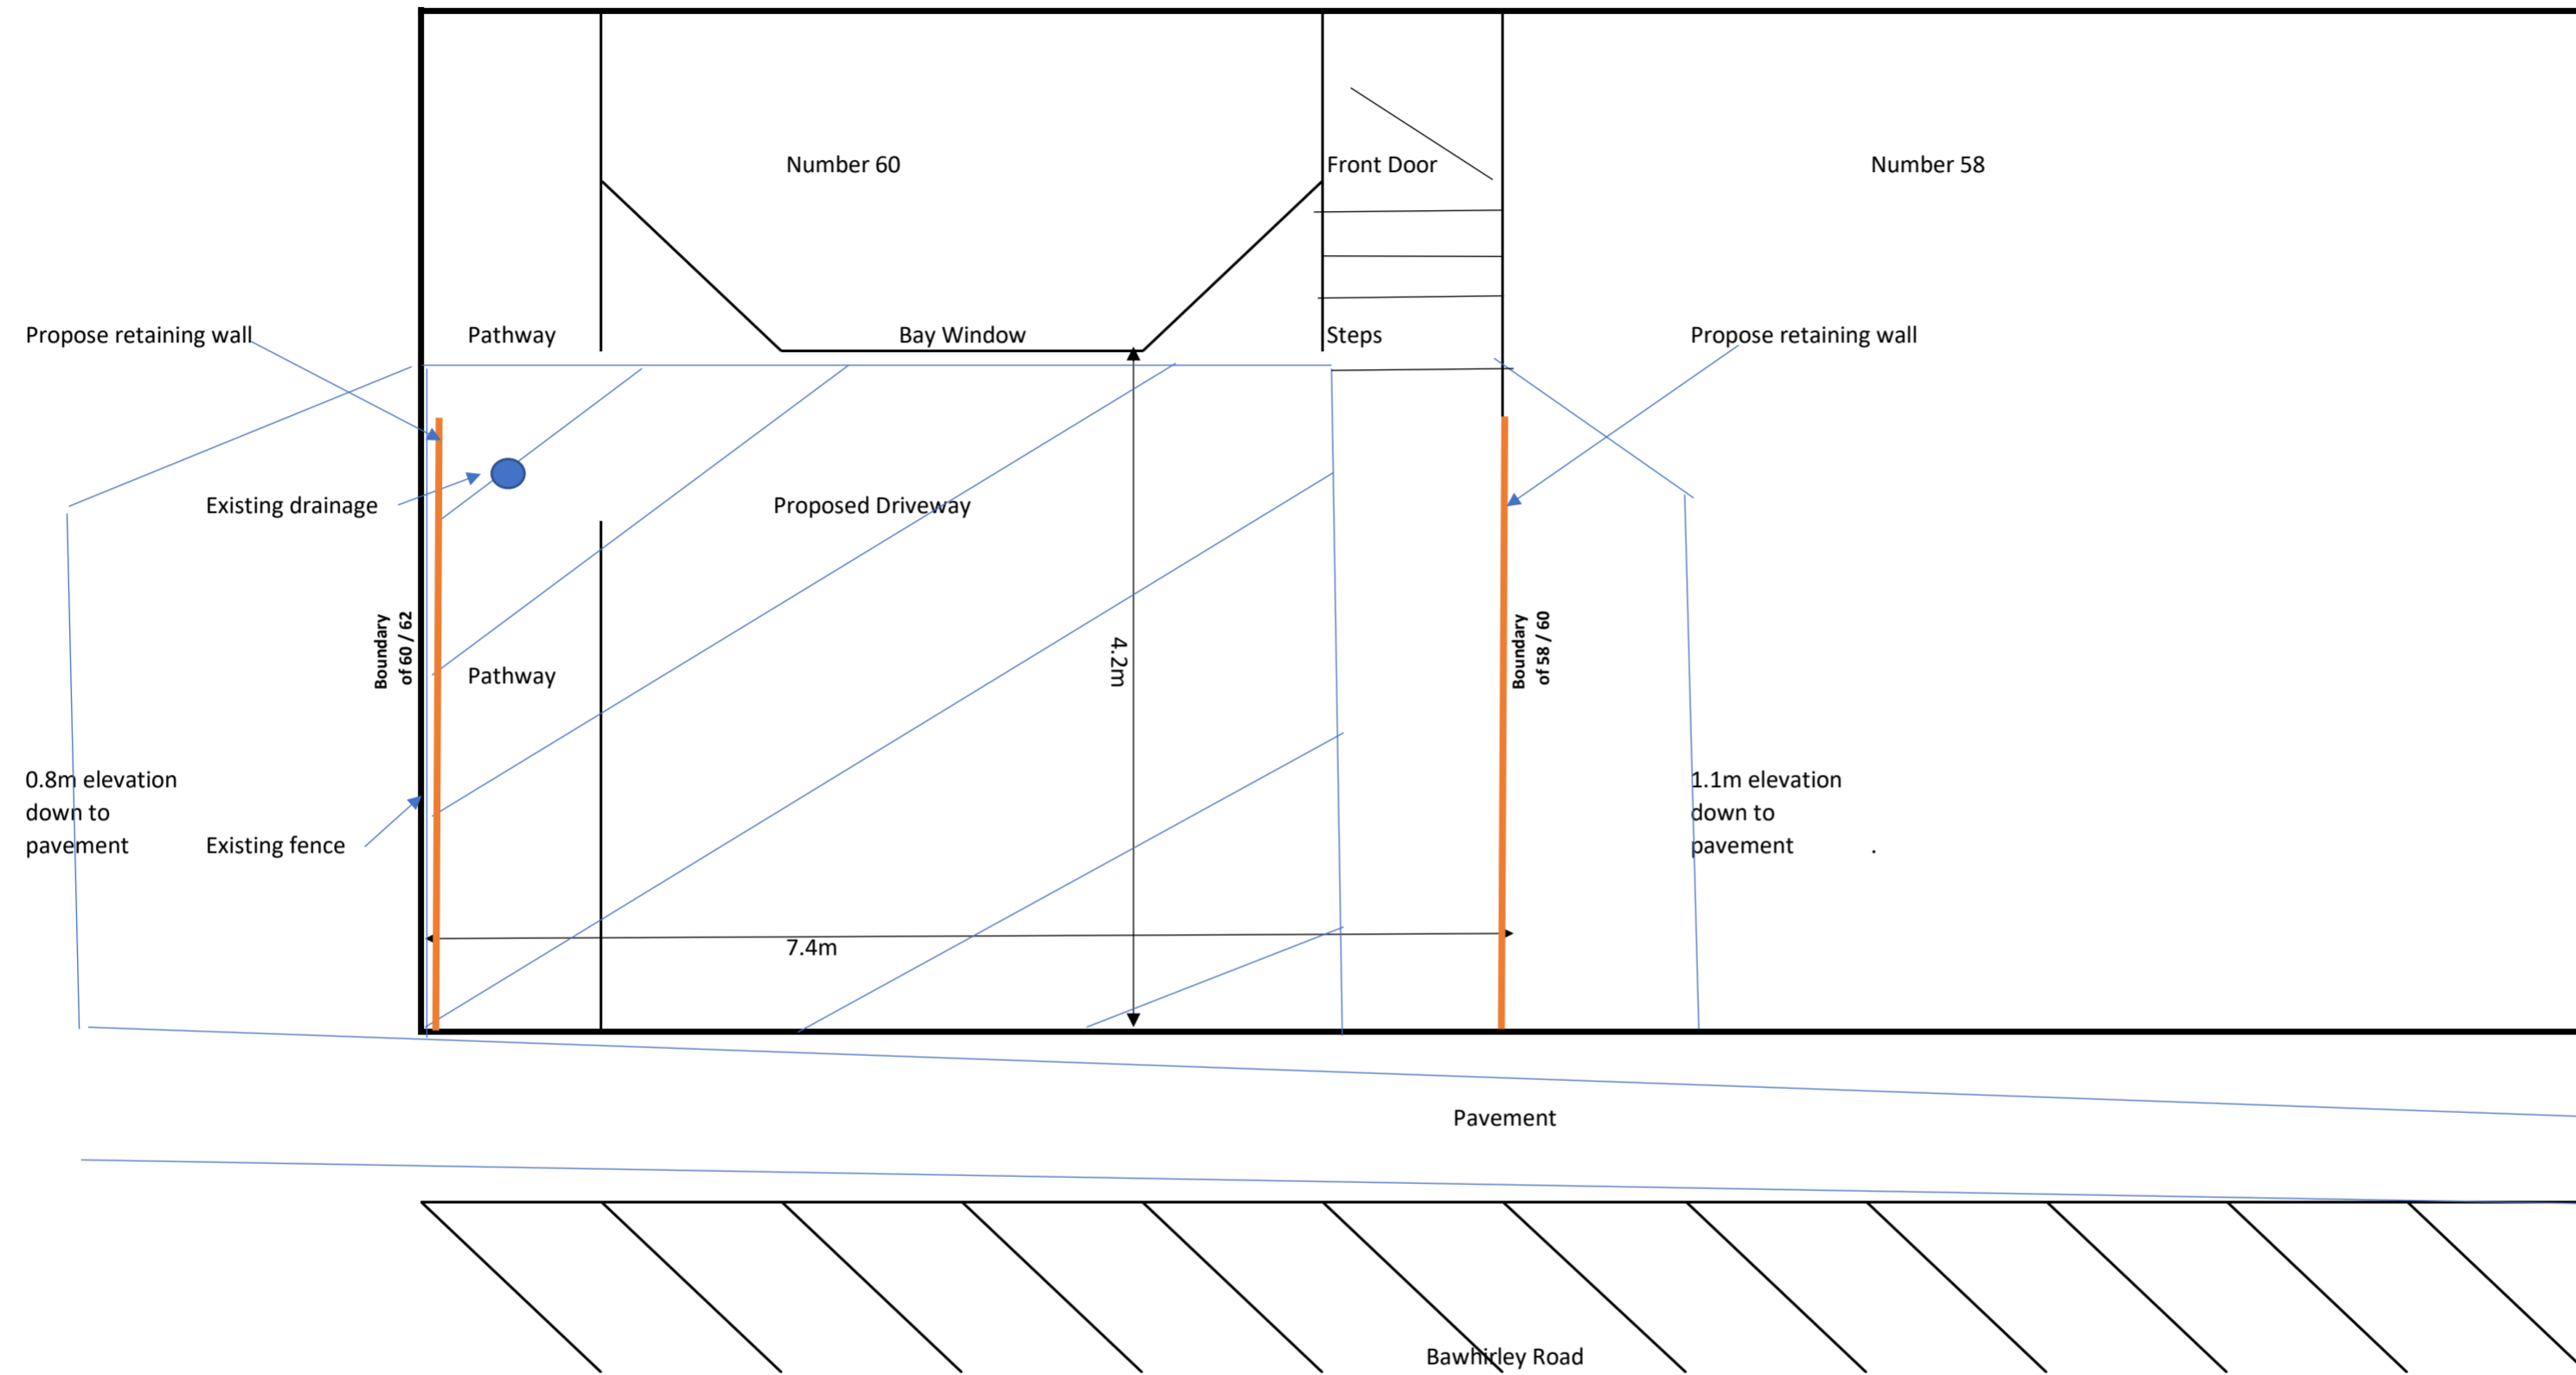 Number 60
Front Door
Number 58
Propose retaining wall
Pathway
Bay Window
Steps
Propose retaining wall
Existing drainage
Proposed Driveway
Boundary
of 60 / 62
Pathway
4.2m
Boundary
of 58 / 60
0.8m elevation
down to
pavement
Existing fence
1.1m elevation
down to
pavement .
7.4m
Pavement
Bawhirley Road